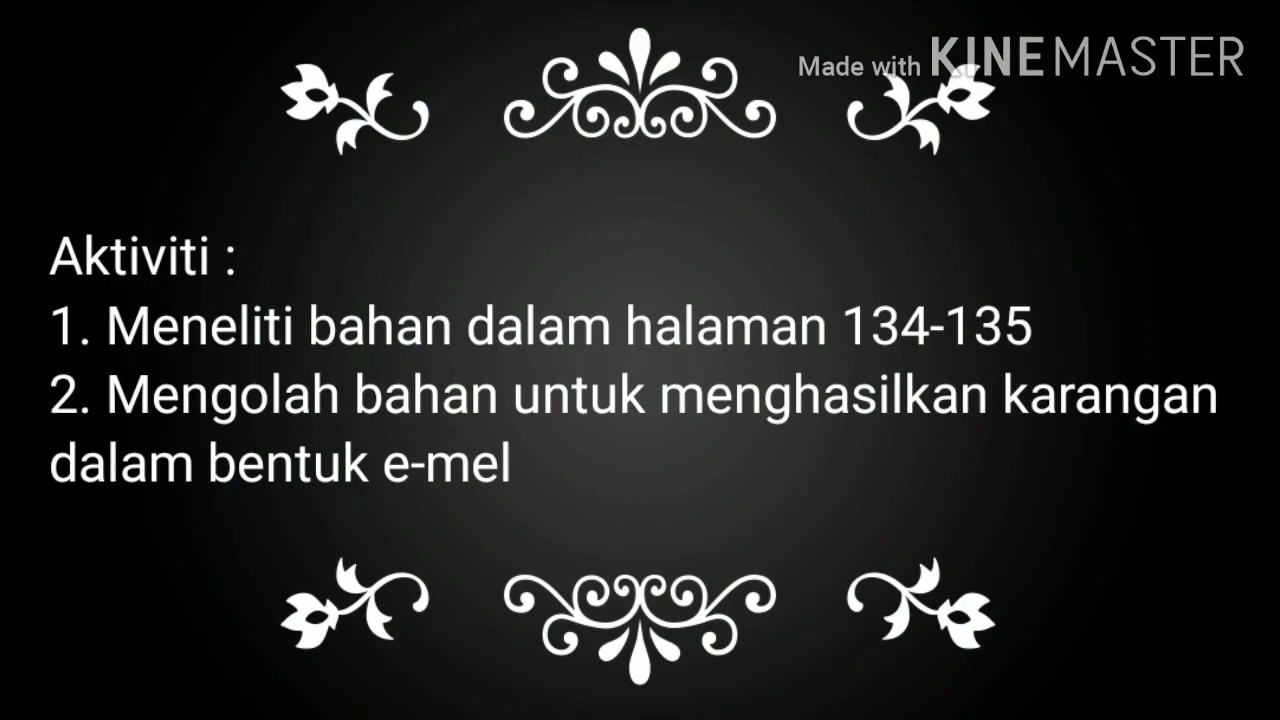 Made with KINEMASTER
Aktiviti :
1. Meneliti bahan dalam halaman 134-135
2. Mengolah bahan untuk menghasilkan karangan
dalam bentuk e-mel